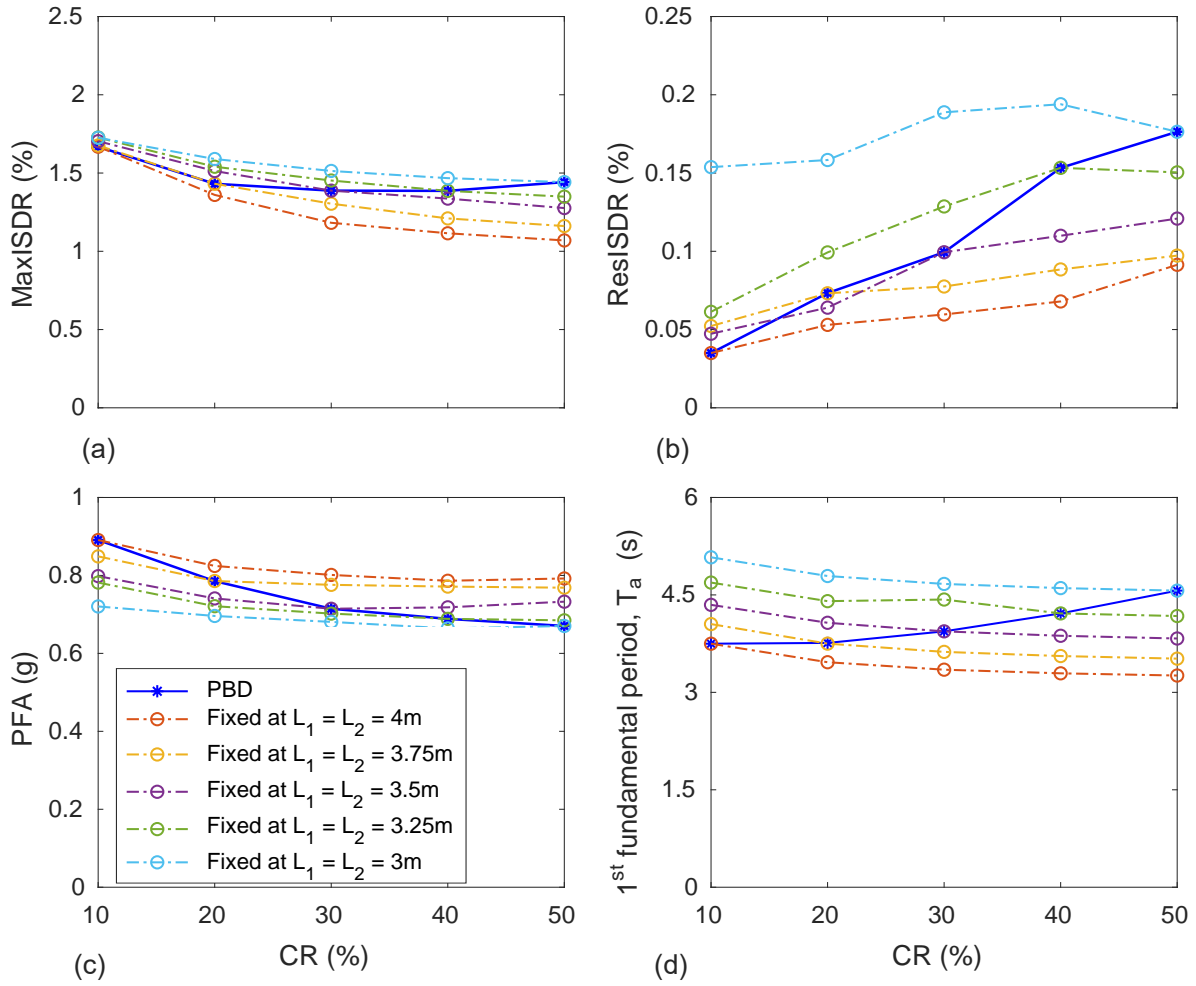 2.5
2
1.5
1
0.5
0
MaxISDR (%)
(a)
0.25
0.2
0.15
0.1
0.05
0
ResISDR (%)
(b)
1
0.8
0.6
0.4
0.2
0
PFA (g)
PBD
Fixed at L₁ = L₂ = 4m
Fixed at L₁ = L₂ = 3.75m
Fixed at L₁ = L₂ = 3.5m
Fixed at L₁ = L₂ = 3.25m
Fixed at L₁ = L₂ = 3m
10 20 30 40 50
CR (%)
(c)
6
4.5
3
1.5
0
1ˢᵗ fundamental period, Tₐ (s)
10 20 30 40 50
CR (%)
(d)